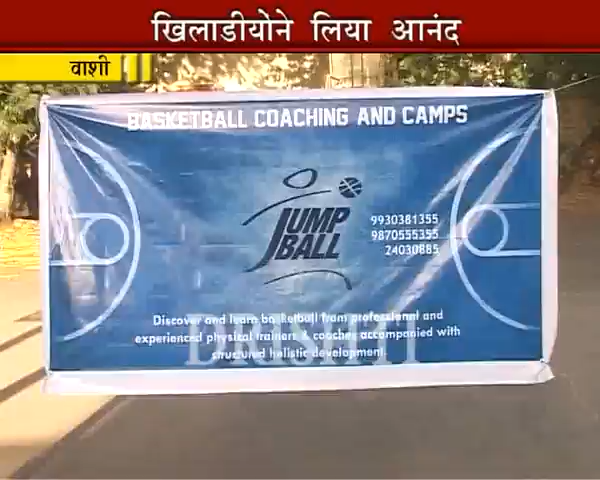 खिलाडीयोने लिया आनंद
वाशी
BASKETBALL COACHING AND CAMPS
JUMP
BALL
9930381355
9870555355
24030885
Discover and learn basketball from professional and
experienced physical trainers & coaches accompanied with
structured holistic development.
DRISHTI